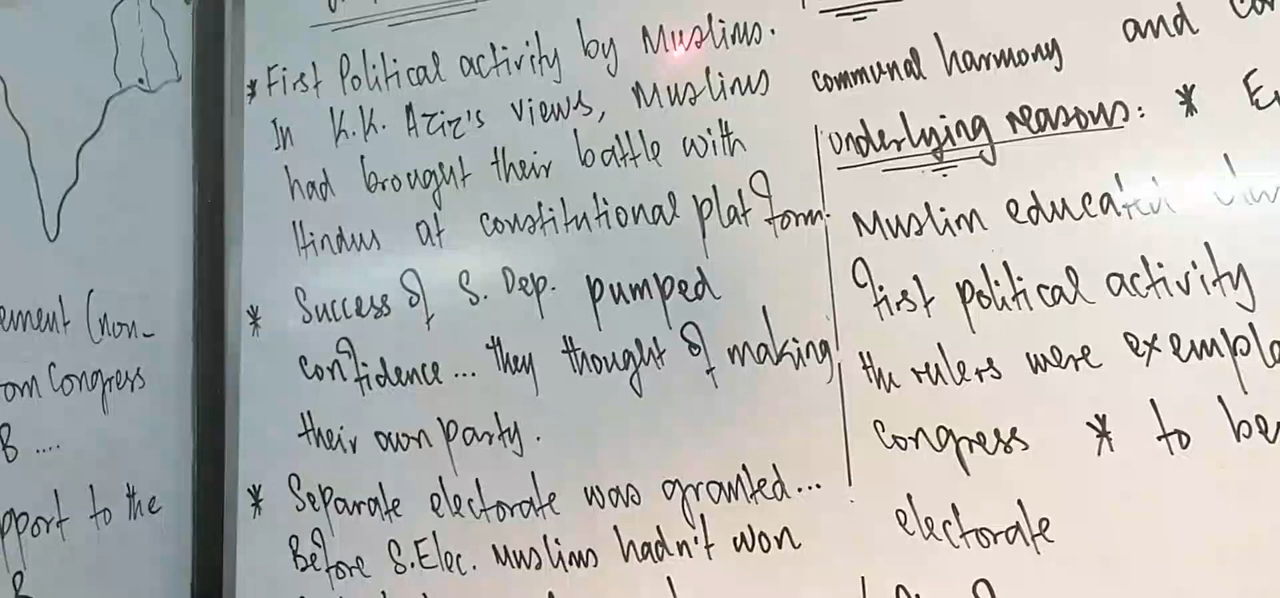 ement (non-
om Congress
B ....
pport to the
* First Political activity by Muslims.
In K.K. Aziz's views, Muslims
had brought their battle with
Hindus at constitutional platform.
* Success of S. Dep. pumped
confidence... they thought of making
their own party.
* Separate electorate was granted...
Before S.Elec. Muslims hadn't won
communal harmony and
underlying reasons: *
Muslim
first political activity
the rulers were
congress * to be
electorate